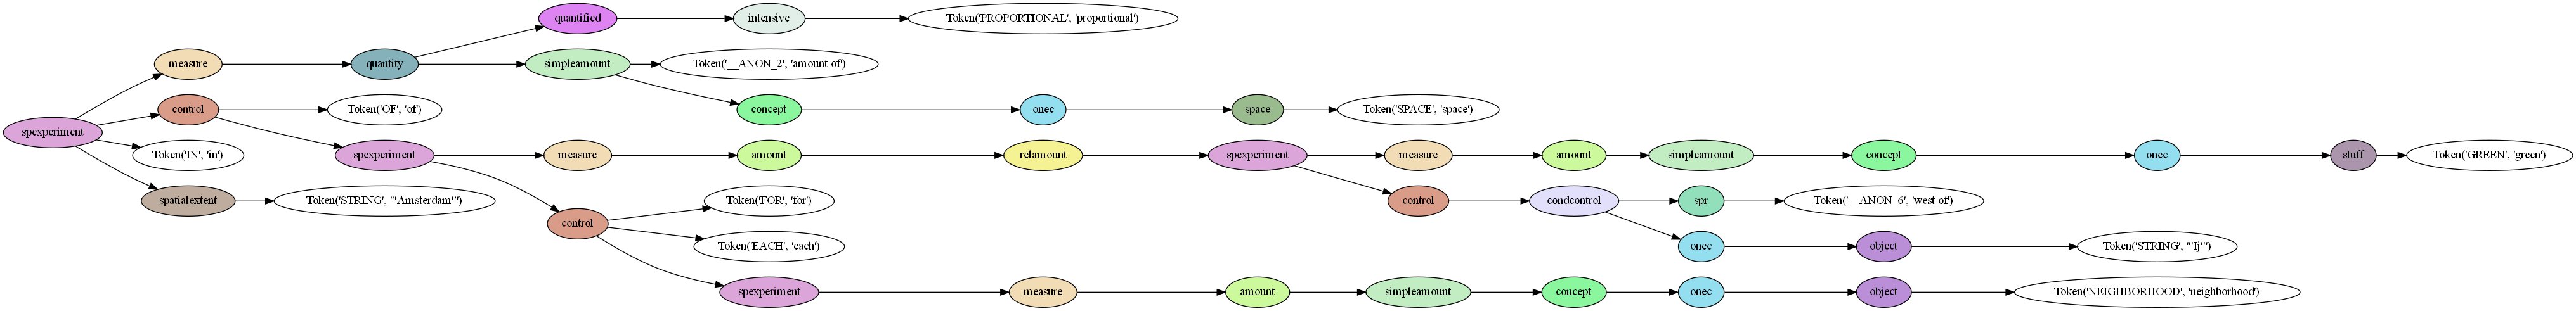 quantified intensive Token('PROPORTIONAL', 'proportional')
measure quantity simpleamount Token('__ANON_2', 'amount of')
control Token('OF', 'of') concept onec space Token('SPACE', 'space')
spexperiment
Token('IN', 'in') spexperiment measure amount relamount spexperiment measure amount simpleamount concept onec stuff Token('GREEN', 'green')
spatialextent Token('STRING', "'Amsterdam'") Token('FOR', 'for') control condcontrol spr Token('__ANON_6', 'west of')
control
Token('EACH', 'each') onec object Token('STRING', "'Ij'")
spexperiment measure amount simpleamount concept onec object Token('NEIGHBORHOOD', 'neighborhood')